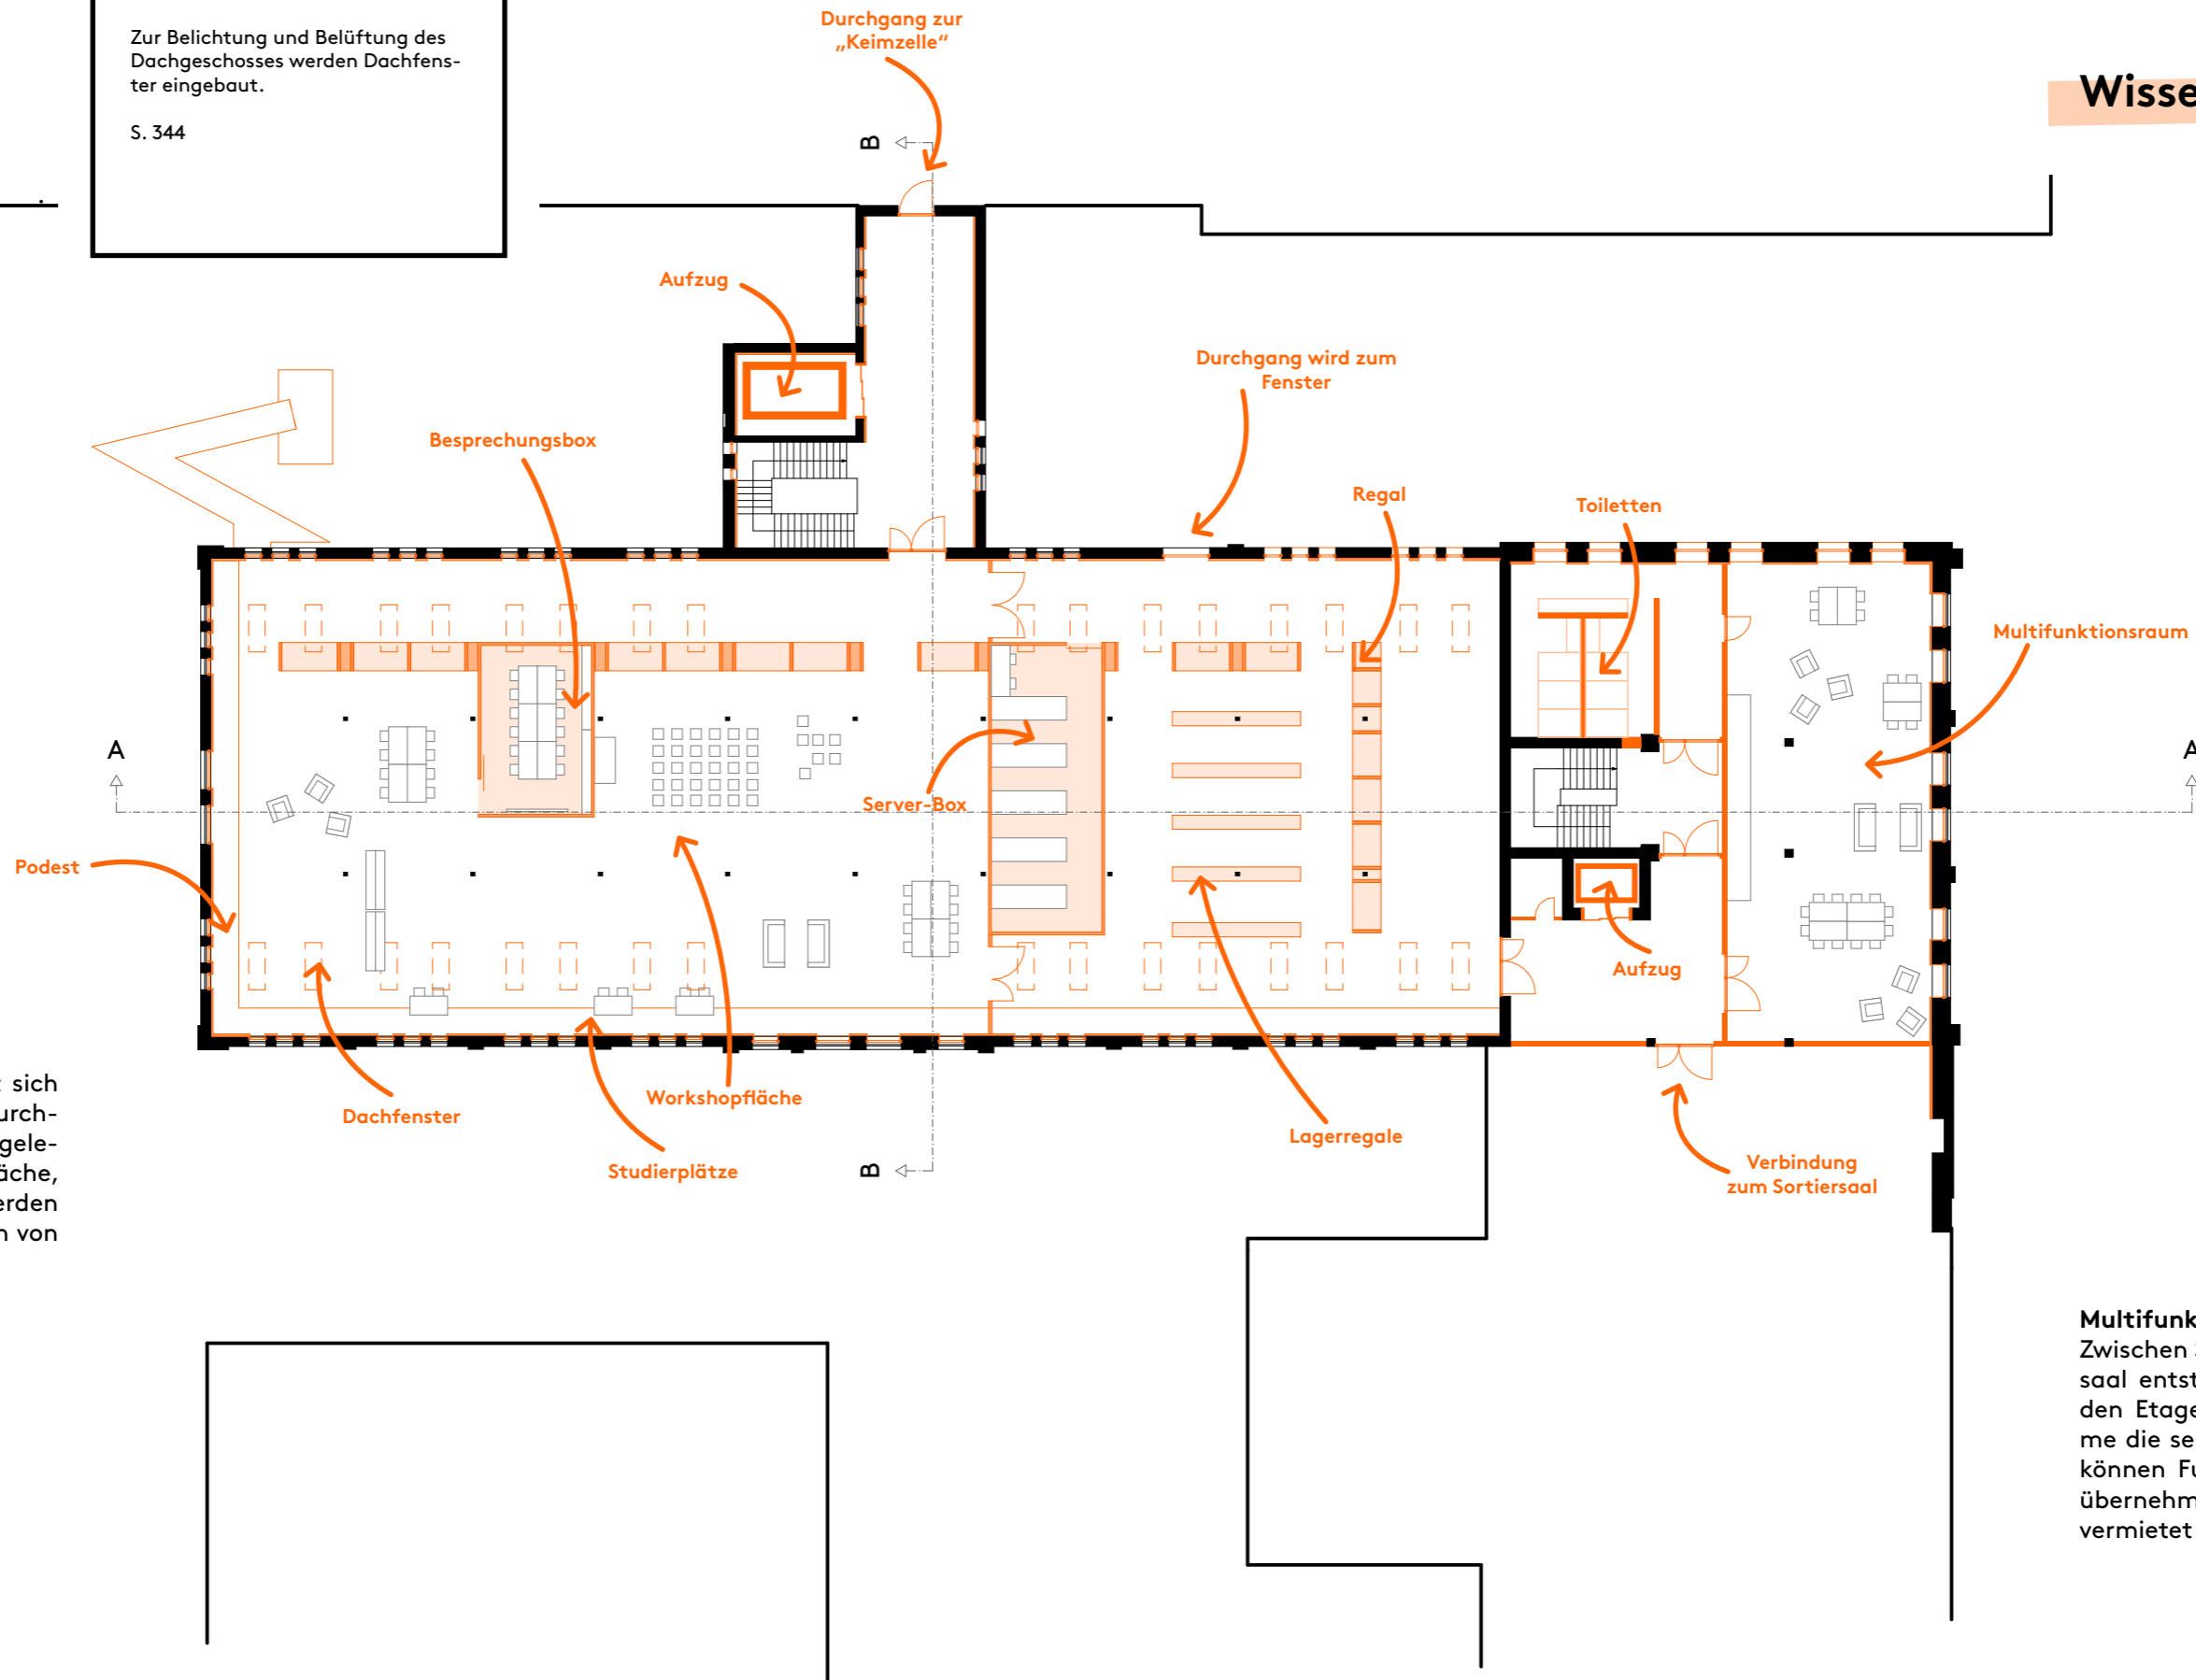 Zur Belichtung und Belüftung des
Dachgeschosses werden Dachfens-
ter eingebaut.
S. 344
Durchgang zur
„Keimzelle“
Wisse
B
Aufzug
Durchgang wird zum
Fenster
Besprechungsbox
Regal
Toiletten
Multifunktionsraum
A
A
Server-Box
Podest
Aufzug
Dachfenster
Workshopfläche
Studierplätze
Lagerregale
Verbindung
zum Sortiersaal
B
sich
urch-
gele-
äche,
erden
n von
Multifunk
Zwischen
saal entst
den Etage
me die se
können Fu
übernehm
vermietet